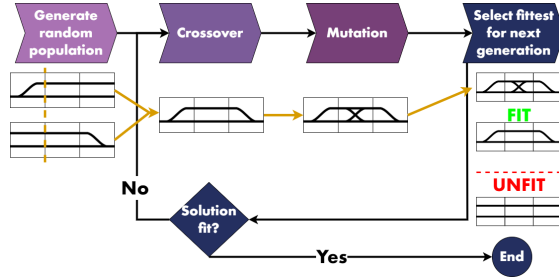 Generate
random
population
Crossover
Mutation
Select fittest
for next
generation
FIT
UNFIT
No
Solution
fit?
Yes
End